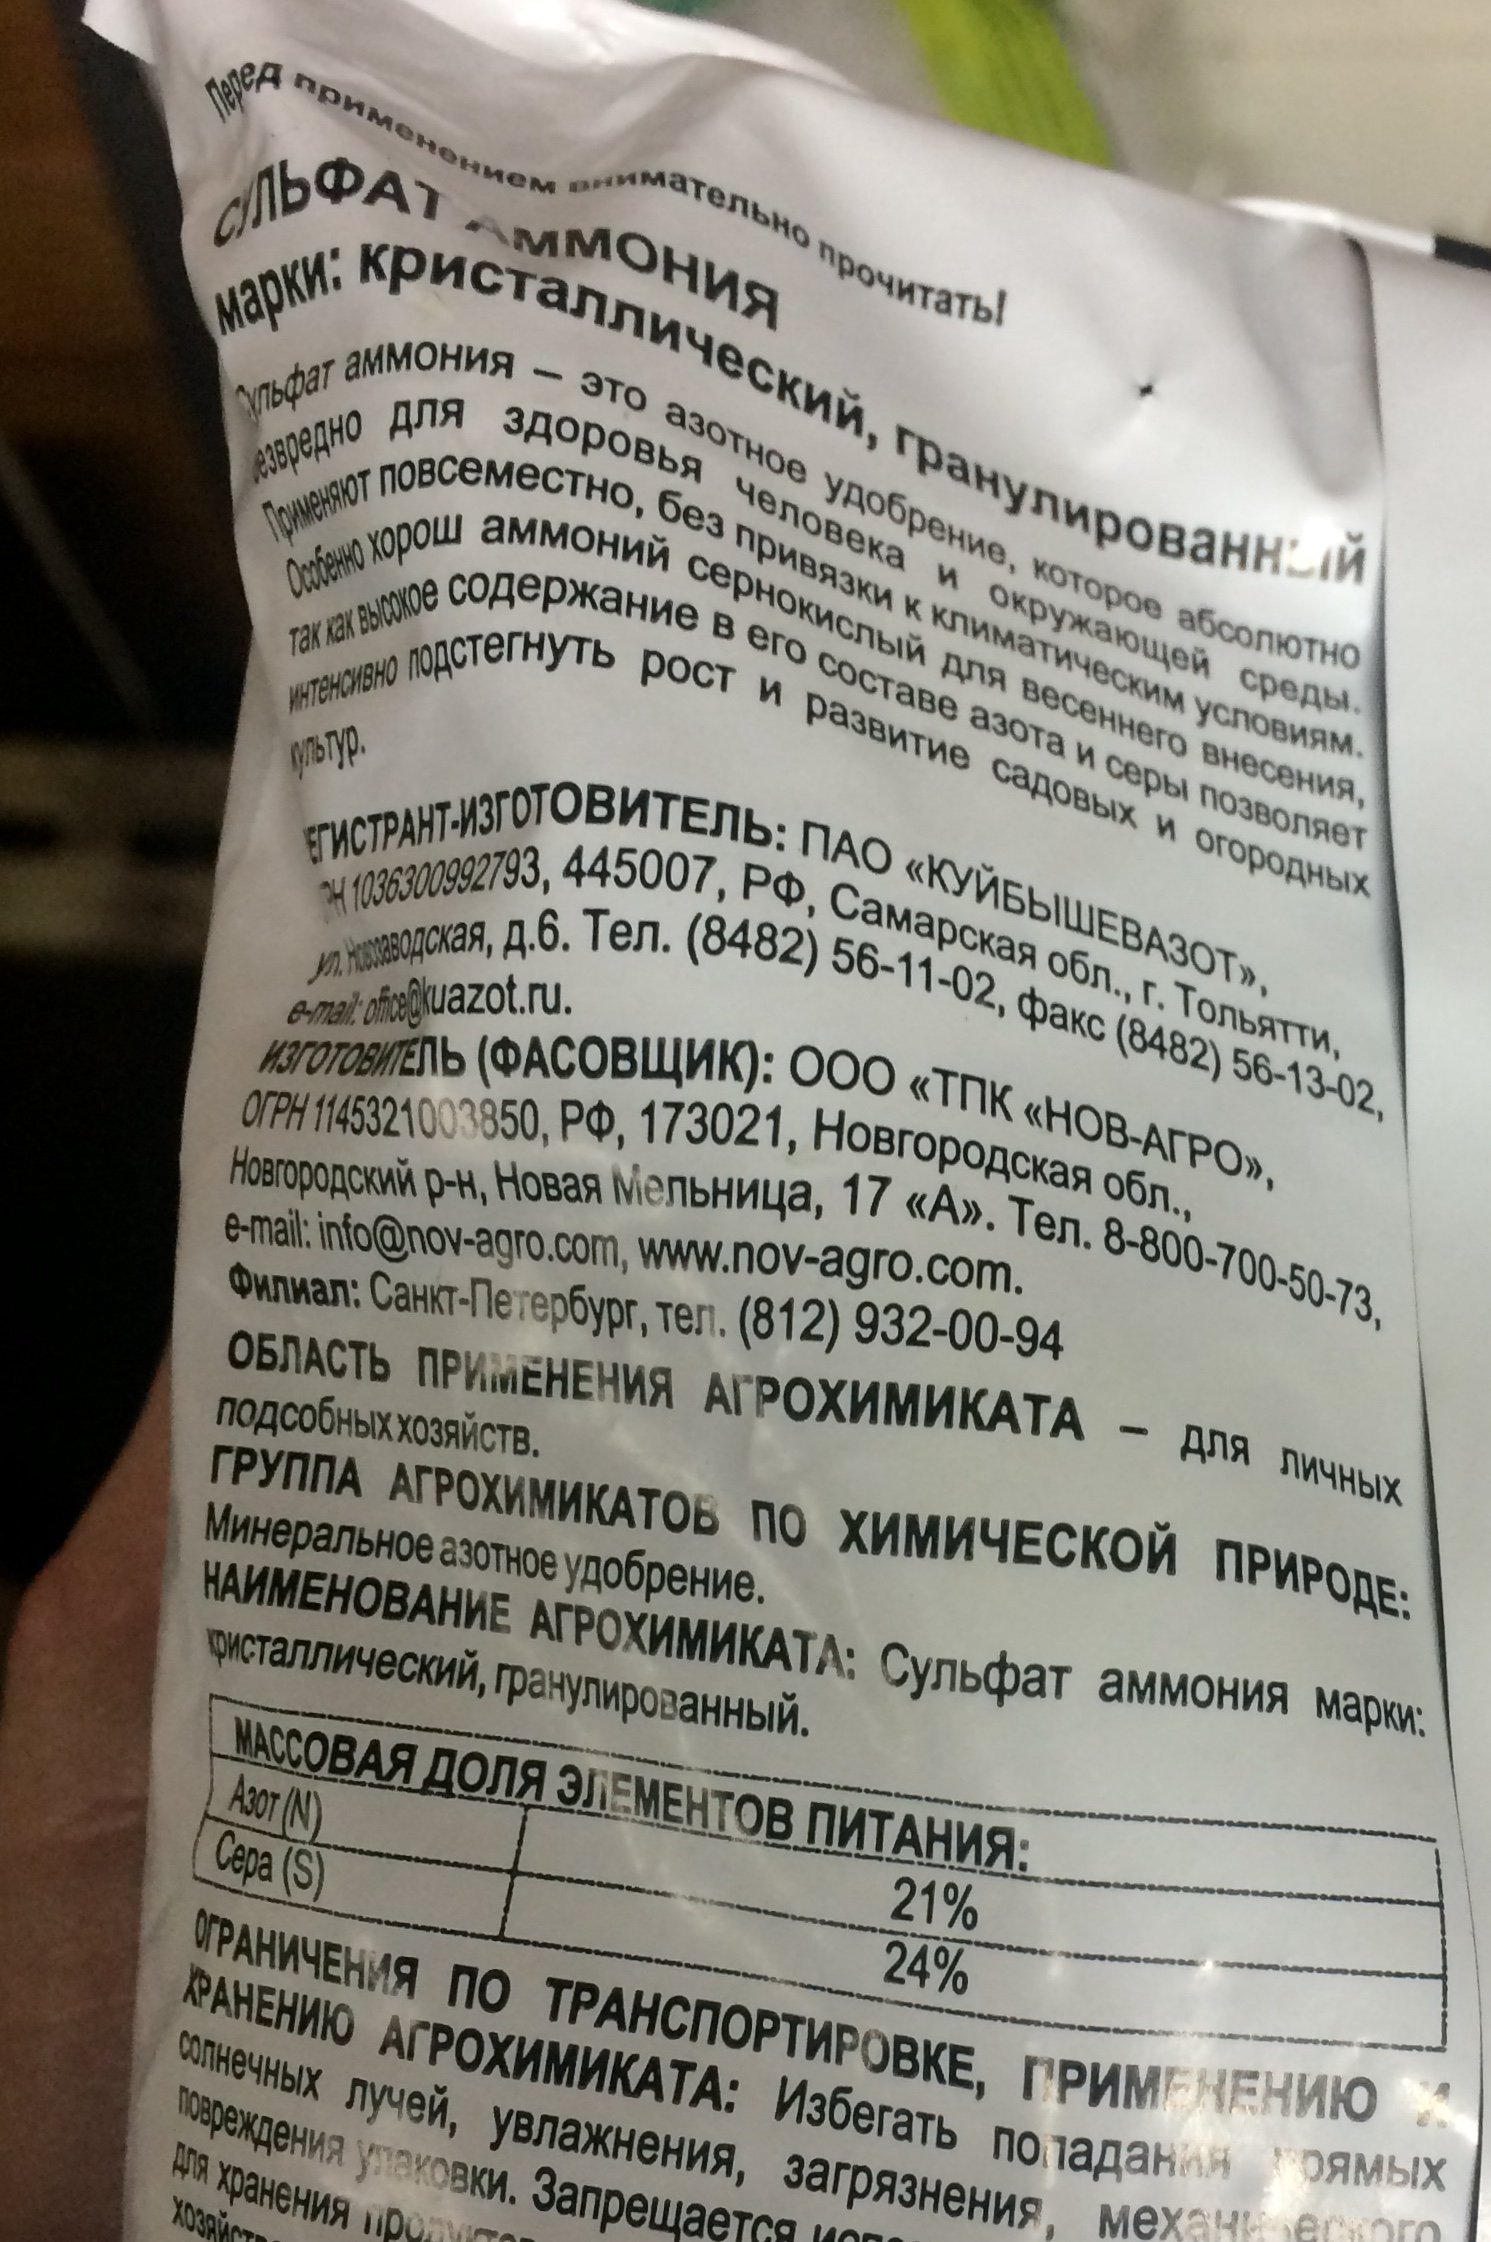 Перед применением внимательно прочитать!
СУЛЬФАТ АММОНИЯ
марки: кристаллический, гранулированный
Сульфат аммония – это азотное удобрение, которое абсолютно
безвредно для здоровья человека и окружающей среды.
Применяют повсеместно, без привязки к климатическим условиям.
Особенно хорош аммоний сернокислый для весеннего внесения,
так как высокое содержание в его составе азота и серы позволяет
интенсивно подстегнуть рост и развитие садовых и огородных
культур.
РЕГИСТРАНТ-ИЗГОТОВИТЕЛЬ: ПАО «КУЙБЫШЕВАЗОТ»,
ОГРН 1036300992793, 445007, РФ, Самарская обл., г. Тольятти,
ул. Новозаводская, д.6. Тел. (8482) 56-11-02, факс (8482) 56-13-02,
e-mail: office@kuazot.ru.
ИЗГОТОВИТЕЛЬ (ФАСОВЩИК): ООО «ТПК «НОВ-АГРО»,
ОГРН 1145321003850, РФ, 173021, Новгородская обл.,
Новгородский р-н, Новая Мельница, 17 «А». Тел. 8-800-700-50-73,
e-mail: info@nov-agro.com, www.nov-agro.com.
Филиал: Санкт-Петербург, тел. (812) 932-00-94
ОБЛАСТЬ ПРИМЕНЕНИЯ АГРОХИМИКАТА – для личных
подсобных хозяйств.
ГРУППА АГРОХИМИКАТОВ ПО ХИМИЧЕСКОЙ ПРИРОДЕ:
Минеральное азотное удобрение.
НАИМЕНОВАНИЕ АГРОХИМИКАТА: Сульфат аммония марки:
кристаллический, гранулированный.
МАССОВАЯ ДОЛЯ ЭЛЕМЕНТОВ ПИТАНИЯ:
Азот (N) 21%
Сера (S) 24%
ОГРАНИЧЕНИЯ ПО ТРАНСПОРТИРОВКЕ, ПРИМЕНЕНИЮ И
ХРАНЕНИЮ АГРОХИМИКАТА: Избегать попадания прямых
солнечных лучей, увлажнения, загрязнения, механического
повреждения упаковки. Запрещается
для хранения